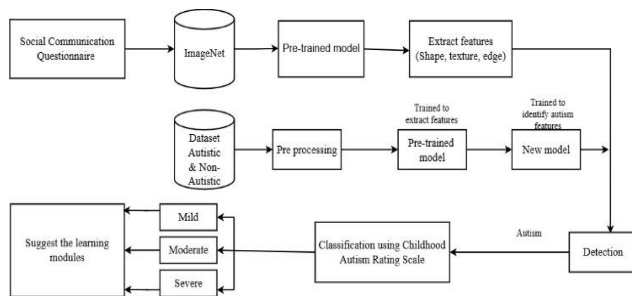 Social Communication
Questionnaire
ImageNet
Pre-trained model
Extract features
(Shape, texture, edge)
Dataset
Autistic
& Non-
Autistic
Pre processing
Trained to
extract features
Pre-trained
model
Trained to
identify autism
features
New model
Suggest the learning
modules
Mild
Moderate
Severe
Classification using Childhood
Autism Rating Scale
Autism
Detection